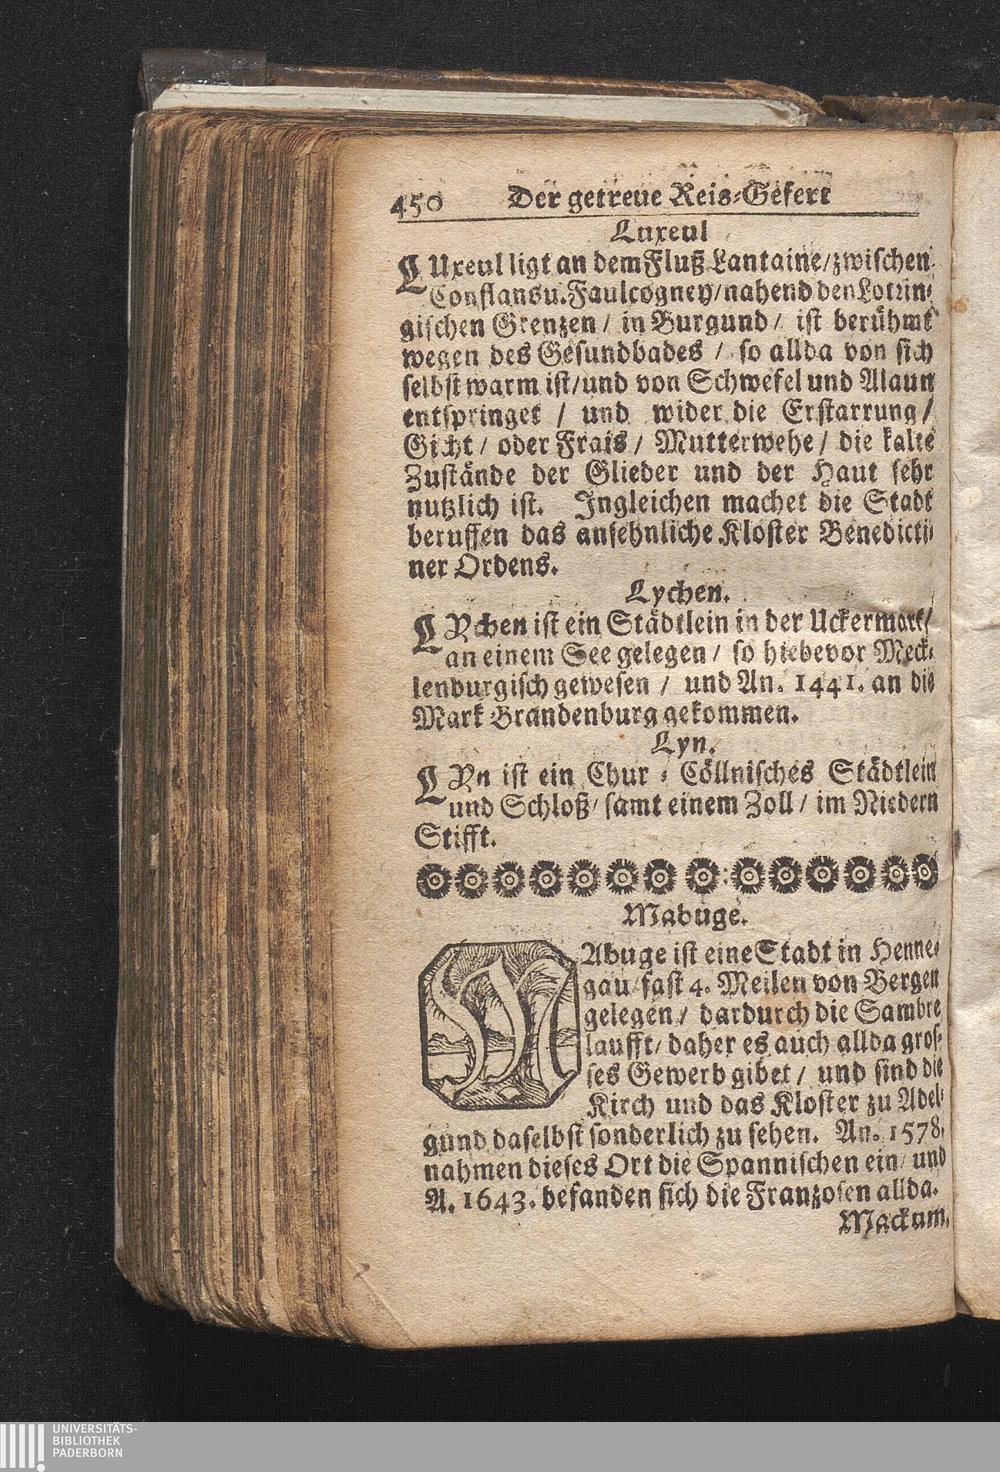 450 Der getreue Reis-Gefert
Luxeul
LUxeul ligt an dem Fluß Lantaine/ zwischen
Conflans u. Faulcogney/ nahend den Lotrin-
gischen Grenzen / in Burgund / ist berühmt
wegen des Gesundbades / so allda von sich
selbst warm ist/ und von Schwefel und Alaun
entspringet / und wider die Erstarrung /
Gicht / oder Frais / Mutterwehe / die kalte
Zustände der Glieder und der Haut sehr
nutzlich ist. Ingleichen machet die Stadt
beruffen das ansehnliche Kloster Benedicti-
ner Ordens.
Lychen.
LYchen ist ein Städtlein in der Uckermark/
an einem See gelegen / so hiebevor Meck-
lenburgisch gewesen / und An. 1441. an die
Mark Brandenburg gekommen.
Lyn.
LYn ist ein Chur-Cöllnisches Städtlein
und Schloß/ samt einem Zoll / im Niedern
Stifft.
Mabuge.
MAbuge ist eine Stadt in Henne-
gau/ fast 4. Meilen von Bergen
gelegen / dardurch die Sambre
laufft/ daher es auch allda gros-
ses Gewerb gibet / und sind die
Kirch und das Kloster zu Adel-
gund daselbst sonderlich zu sehen. An. 1578.
nahmen dieses Ort die Spannischen ein/ und
A. 1643. befanden sich die Franzosen allda.
Mackum.
UNIVERSITÄTS-
BIBLIOTHEK
PADERBORN